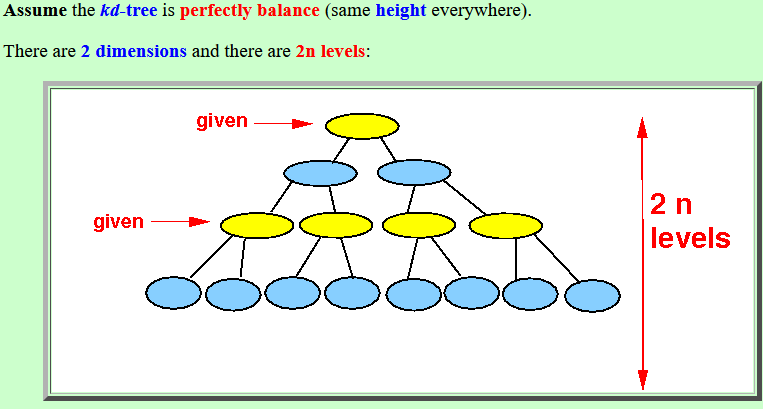 Assume the kd-tree is perfectly balance (same height everywhere).
There are 2 dimensions and there are 2n levels:
given
given
2 n
levels